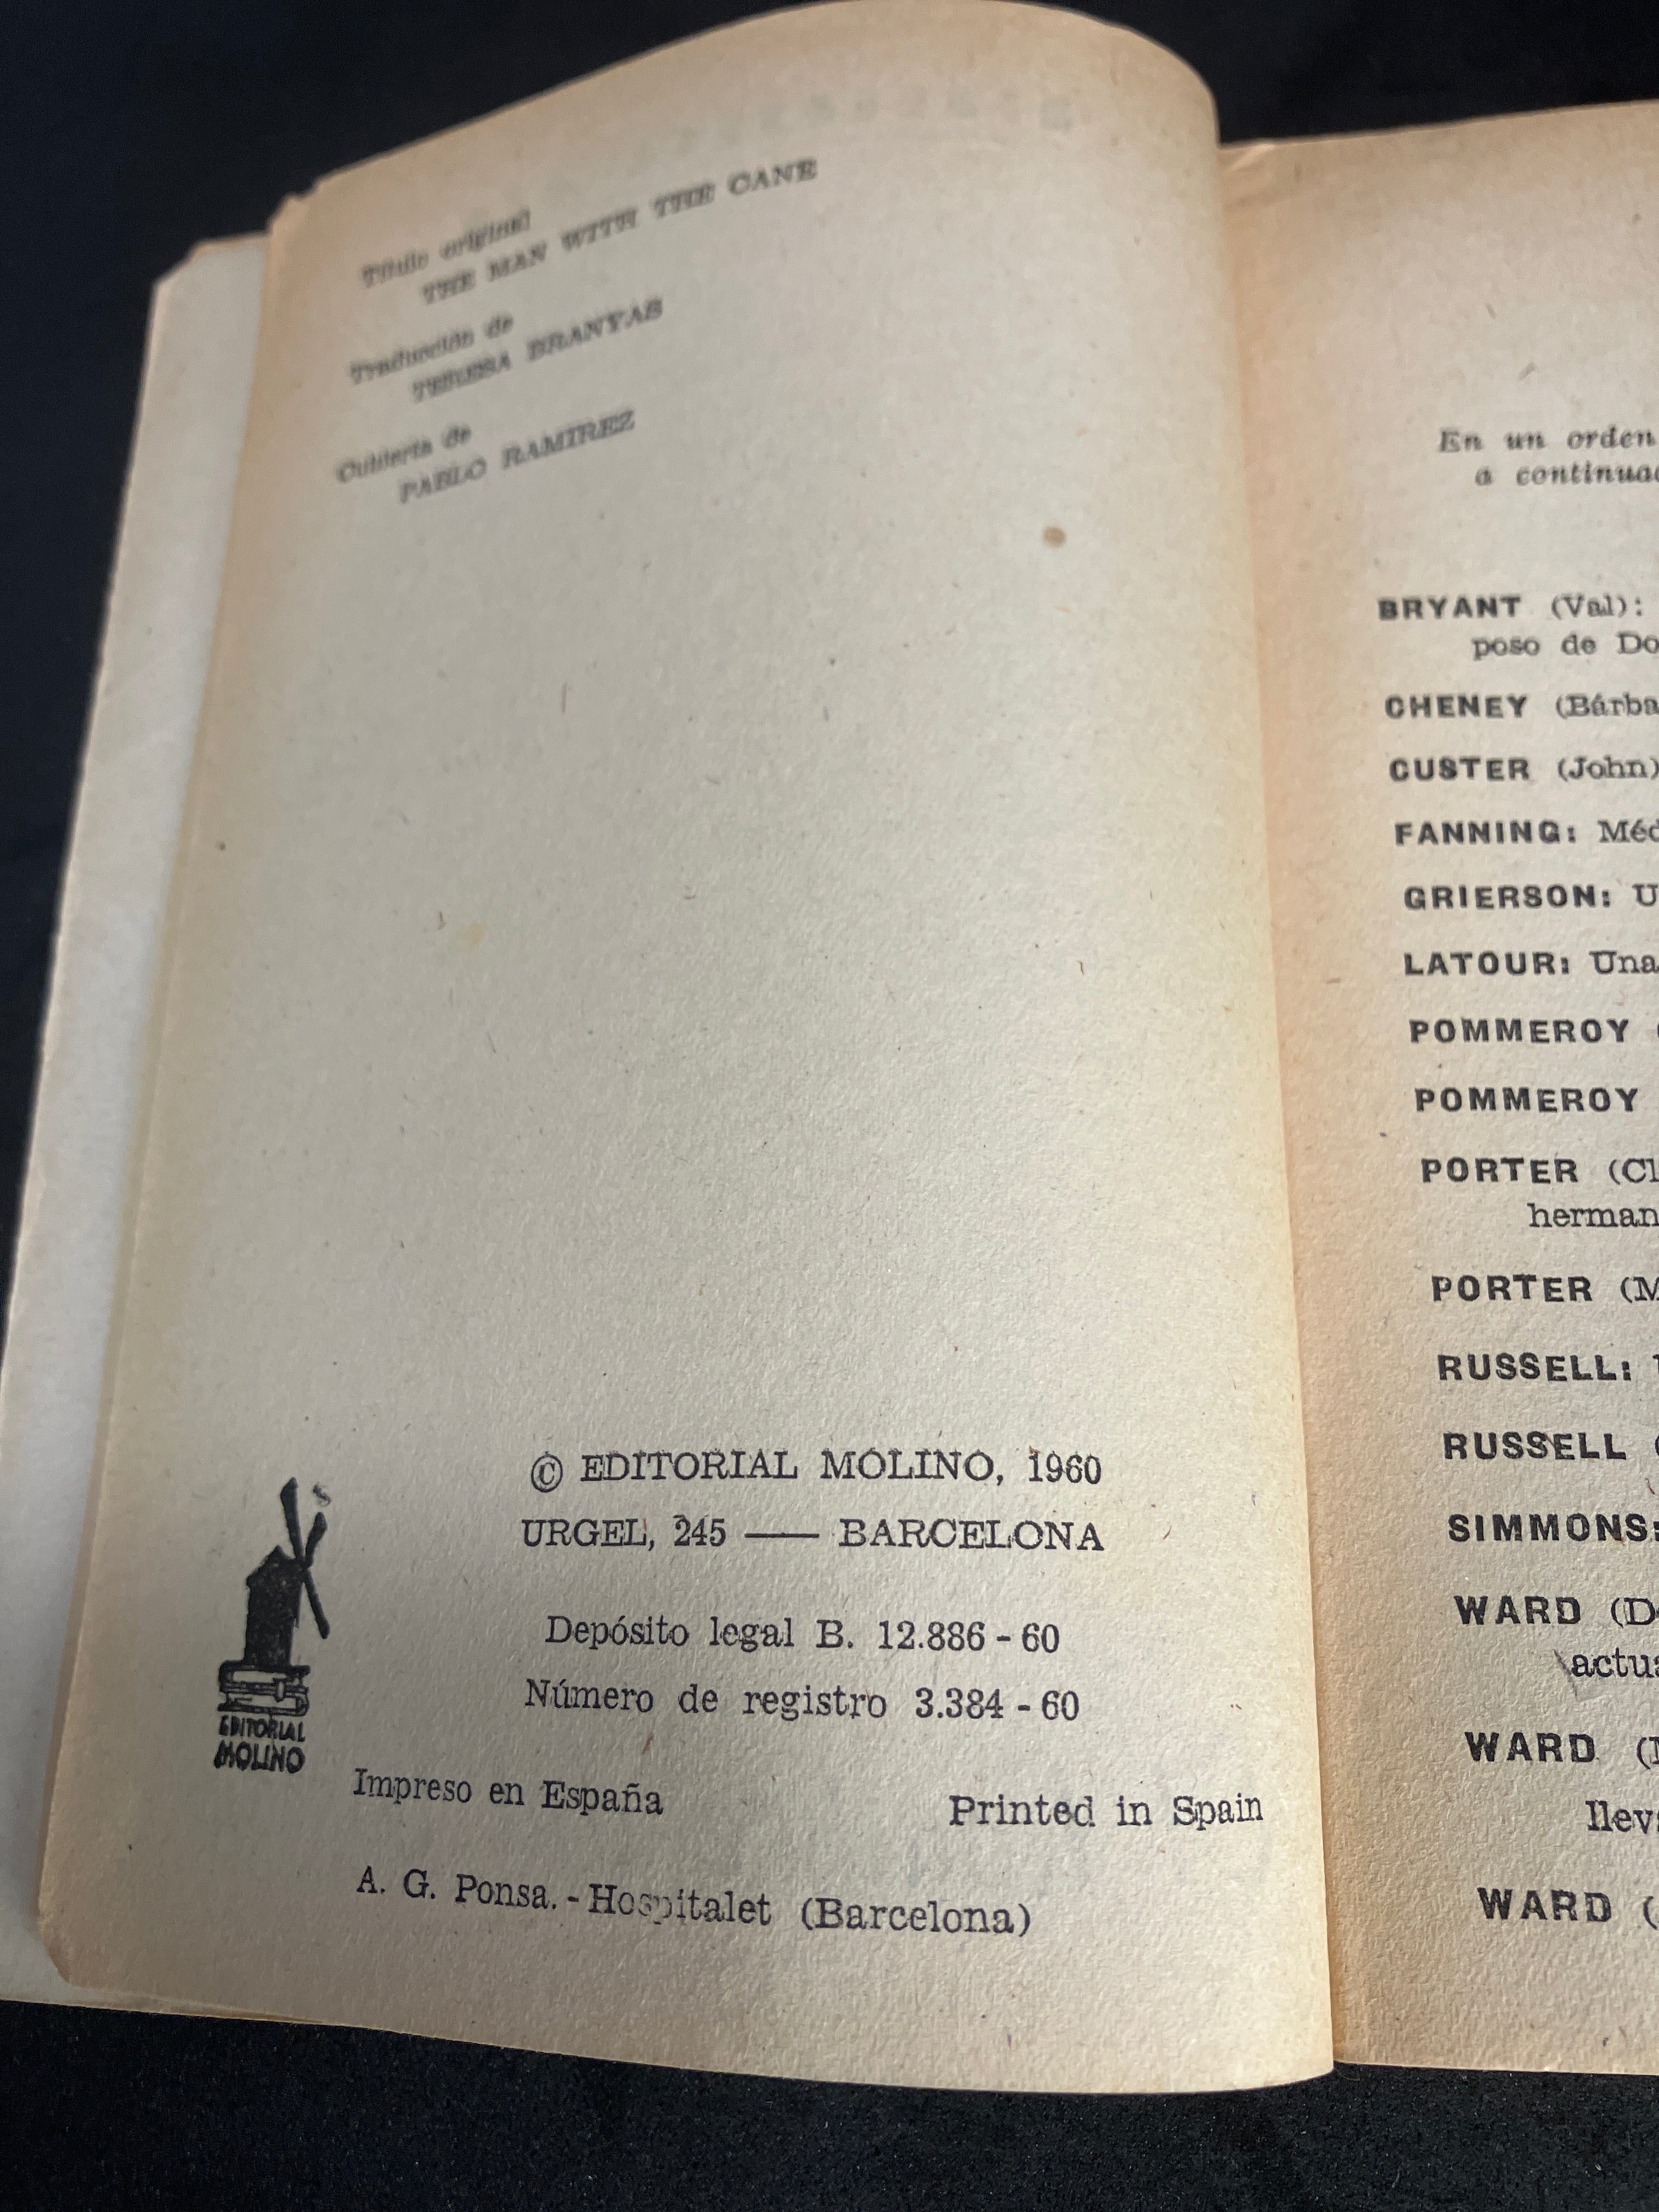 Título original
THE MAN WITH THE CANE
Traducción de
TERESA BRANYAS
Cubierta de
PABLO RAMIREZ
© EDITORIAL MOLINO, 1960
URGEL, 245 — BARCELONA
Depósito legal B. 12.886 - 60
Número de registro 3.384 - 60
EDITORIAL
MOLINO
Impreso en España
Printed in Spain
A. G. Ponsa. - Hospitalet (Barcelona)
En un orden
a continuac
BRYANT (Val):
poso de Do
CHENEY (Bárba
CUSTER (John)
FANNING: Méd
GRIERSON: U
LATOUR: Una
POMMEROY (
POMMEROY
PORTER (Cl
herman
PORTER (M
RUSSELL:
RUSSELL (
SIMMONS:
WARD (D
actua
WARD (
lleva
WARD (